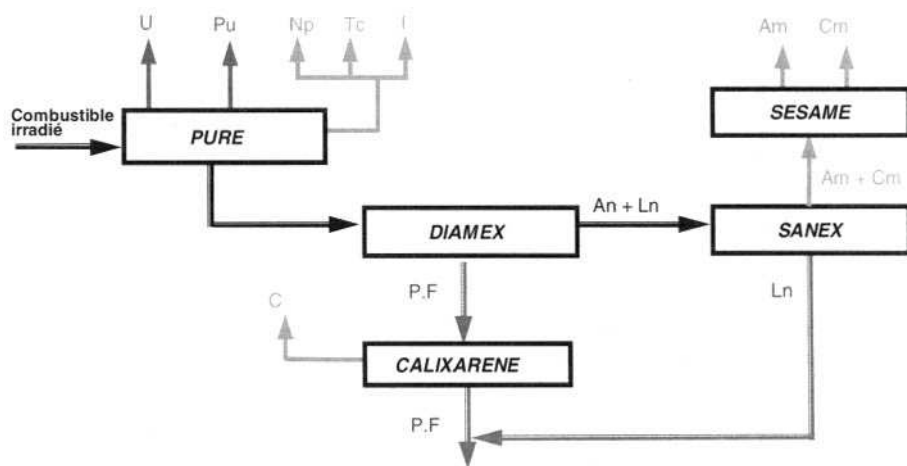 U
Pu
Np
Tc
I
Am
Cm
Combustible
irradié
PURE
SESAME
Am + Cm
An + Ln
DIAMEX
SANEX
P.F
Ln
C
CALIXARENE
P.F